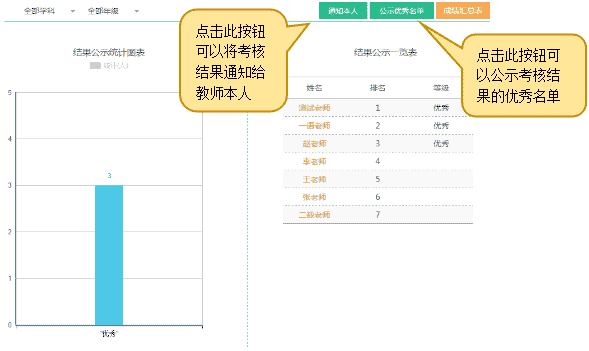 全部学科
全部年级
通知本人
公示优秀名单
成绩汇总表
点击此按钮
可以将考核
结果通知给
教师本人
点击此按钮可
以公示考核结
果的优秀名单
结果公示统计图表
5
4
3
2
1
0
3
"优秀"
结果公示一览表
姓名 排名 等级
测试老师 1 优秀
一语老师 2 优秀
赵老师 3 优秀
李老师 4
王老师 5
张老师 6
二数老师 7